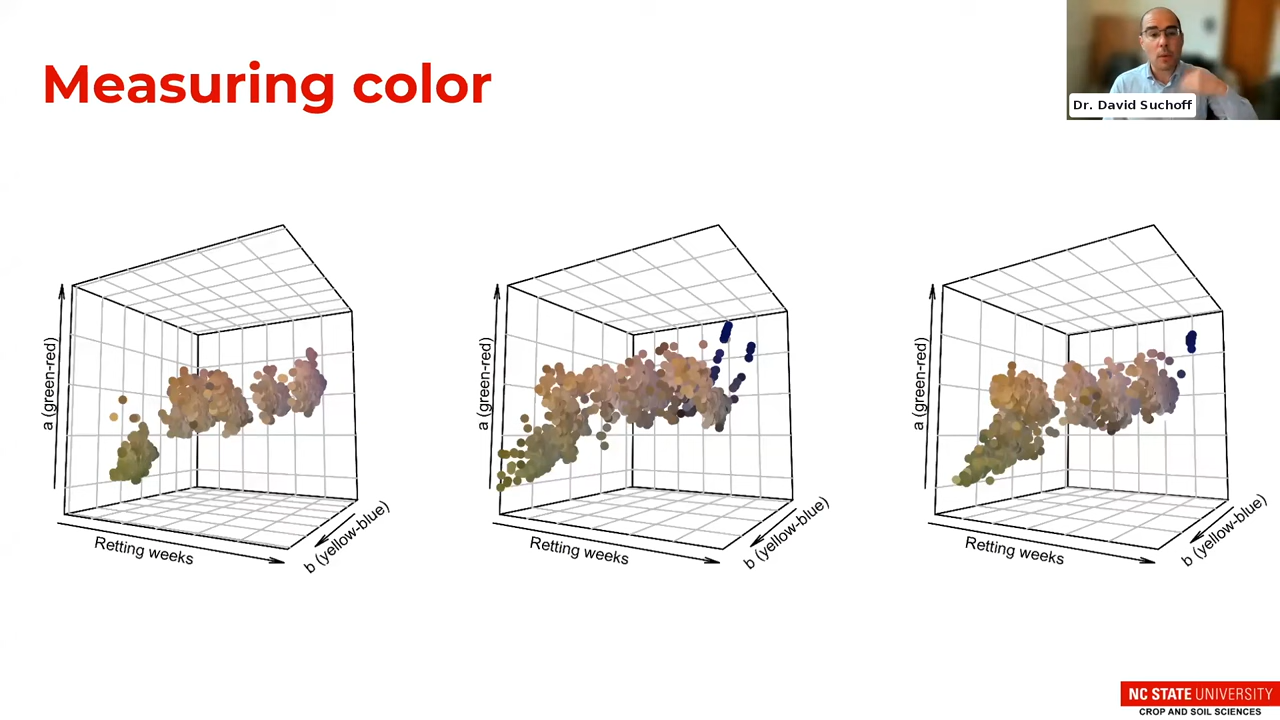 Measuring color
Dr. David Suchoff
a (green-red)
Retting weeks
b (yellow-blue)
a (green-red)
Retting weeks
b (yellow-blue)
a (green-red)
Retting weeks
b (yellow-blue)
NC STATE UNIVERSITY
CROP AND SOIL SCIENCES